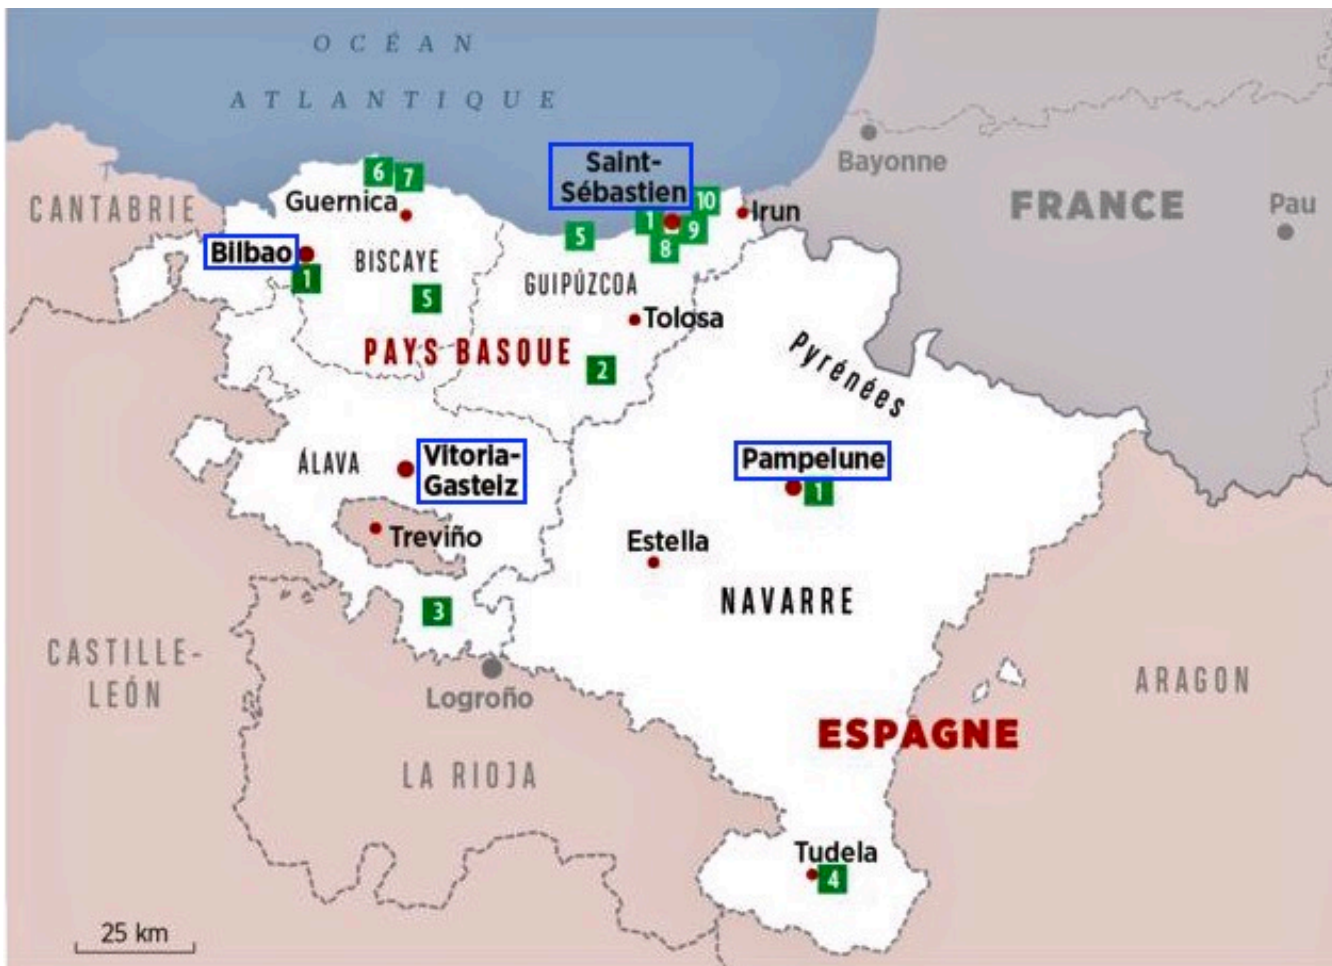 OCÉAN
ATLANTIQUE
CANTABRIE
6
7
Guernica
Bilbao
1
BISCAYE
5
PAYS BASQUE
Saint-
Sébastien
10
1
9
8
5
Irun
GUIPÚZCOA
Tolosa
2
Bayonne
FRANCE
Pau
Pyrénées
ÁLAVA
Vitoria-
Gasteiz
Treviño
3
Pampelune
1
Estella
NAVARRE
CASTILLE-
LEÓN
Logroño
LA RIOJA
ARAGON
ESPAGNE
Tudela
4
25 km